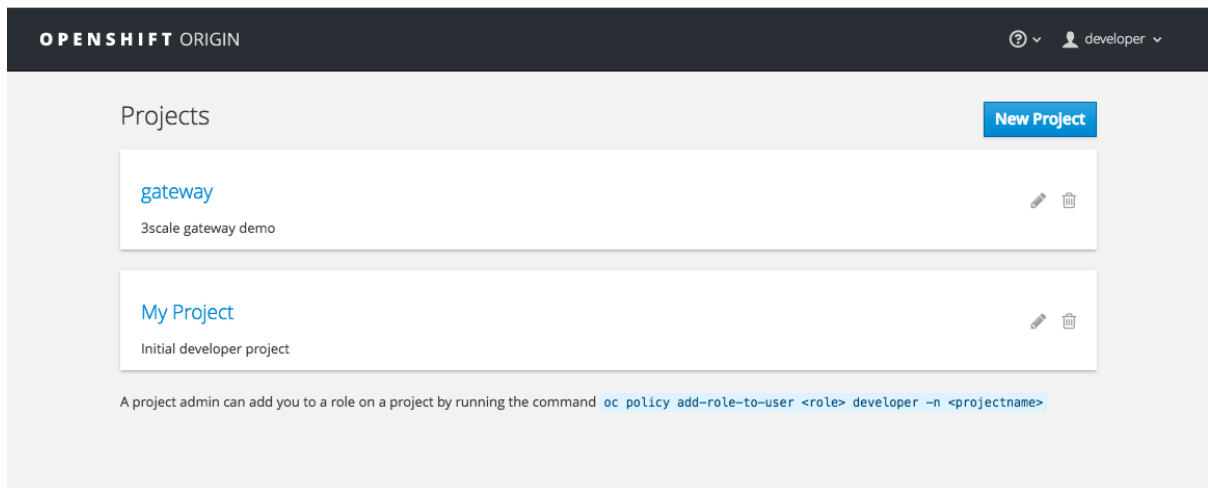 OPENSHIFT ORIGIN
developer
Projects
New Project
gateway
3scale gateway demo
My Project
Initial developer project
A project admin can add you to a role on a project by running the command oc policy add-role-to-user <role> developer -n <projectname>